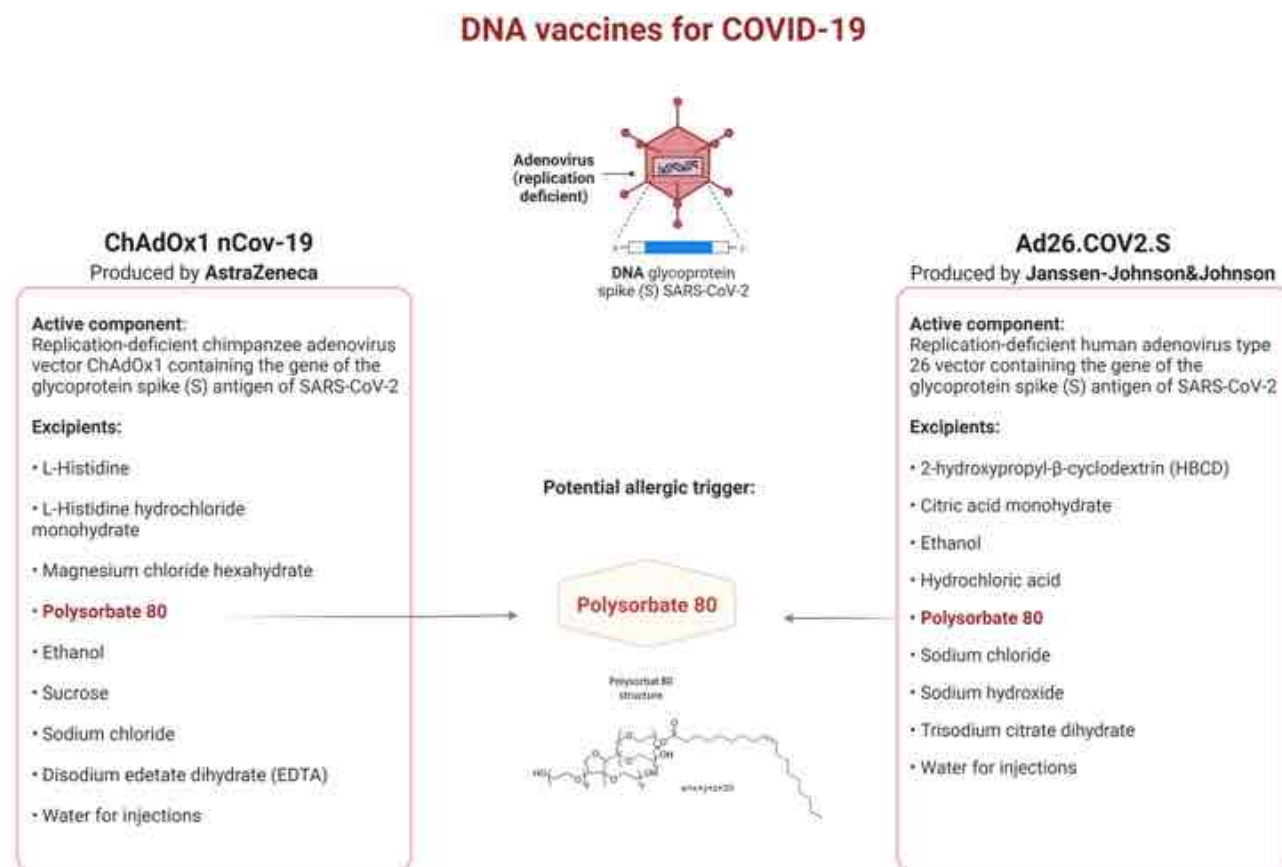 DNA vaccines for COVID-19
Adenovirus
(replication
deficient)
DNA glycoprotein
spike (S) SARS-CoV-2
ChAdOx1 nCov-19
Produced by AstraZeneca
Active component:
Replication-deficient chimpanzee adenovirus
vector ChAdOx1 containing the gene of the
glycoprotein spike (S) antigen of SARS-CoV-2
Excipients:
• L-Histidine
• L-Histidine hydrochloride
monohydrate
• Magnesium chloride hexahydrate
• Polysorbate 80
• Ethanol
• Sucrose
• Sodium chloride
• Disodium edetate dihydrate (EDTA)
• Water for injections
Potential allergic trigger:
Polysorbate 80
Polysorbat 80
structure
HO
O
OH
Ad26.COV2.S
Produced by Janssen-Johnson&Johnson
Active component:
Replication-deficient human adenovirus type
26 vector containing the gene of the
glycoprotein spike (S) antigen of SARS-CoV-2
Excipients:
• 2-hydroxypropyl-β-cyclodextrin (HBCD)
• Citric acid monohydrate
• Ethanol
• Hydrochloric acid
• Polysorbate 80
• Sodium chloride
• Sodium hydroxide
• Trisodium citrate dihydrate
• Water for injections